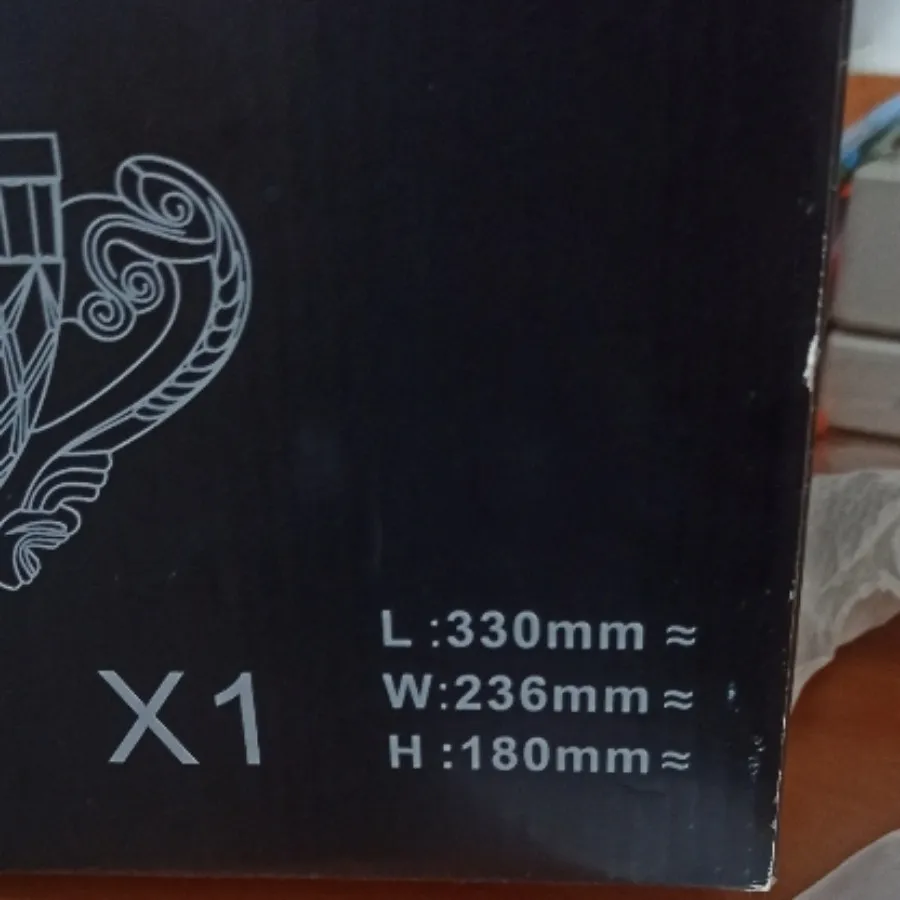 X1
L :330mm ≈
W:236mm ≈
H :180mm ≈